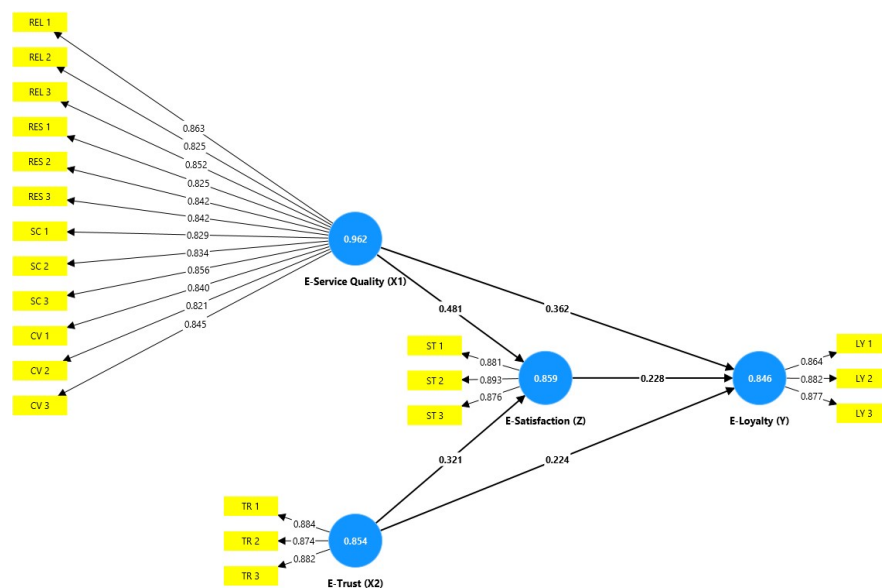 REL 1
REL 2
REL 3
RES 1
RES 2
RES 3
SC 1
SC 2
SC 3
CV 1
CV 2
CV 3
0.863
0.825
0.852
0.825
0.842
0.842
0.829
0.834
0.856
0.840
0.821
0.845
0.962
E-Service Quality (X1)
0.481
0.362
ST 1
ST 2
ST 3
0.881
0.893
0.876
0.859
E-Satisfaction (Z)
0.228
0.846
E-Loyalty (Y)
0.864
0.882
0.877
LY 1
LY 2
LY 3
0.321
0.224
TR 1
TR 2
TR 3
0.884
0.874
0.882
0.854
E-Trust (X2)